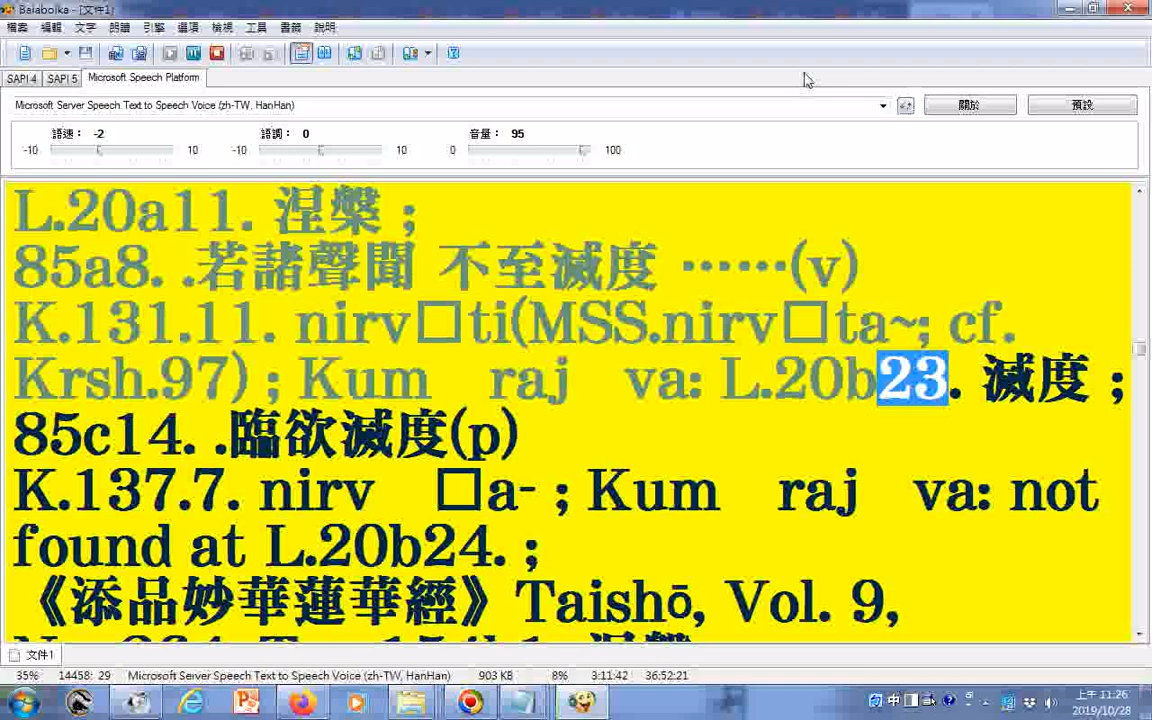 Balabolka - [文件1]
檔案 編輯 文字 朗讀 引擎 選項 檢視 工具 書籤 說明
SAPI 4 SAPI 5 Microsoft Speech Platform
Microsoft Server Speech Text to Speech Voice (zh-TW, HanHan) 關於 預設
語速： -2 語調： 0 音量： 95
-10 10 -10 10 0 100
L.20a11. 涅槃 ;
85a8. .若諸聲聞 不至滅度 ……(v)
K.131.11. nirv□ti(MSS.nirv□ta~; cf.
Krsh.97) ; Kum raj va: L.20b23. 滅度 ;
85c14. .臨欲滅度(p)
K.137.7. nirv □a- ; Kum raj va: not
found at L.20b24. ;
《添品妙華蓮華經》Taishō, Vol. 9,
文件1
35% 14458: 29 Microsoft Server Speech Text to Speech Voice (zh-TW, HanHan) 903 KB 8% 3:11:42 36:52:21
中 上午 11:26
2019/10/28